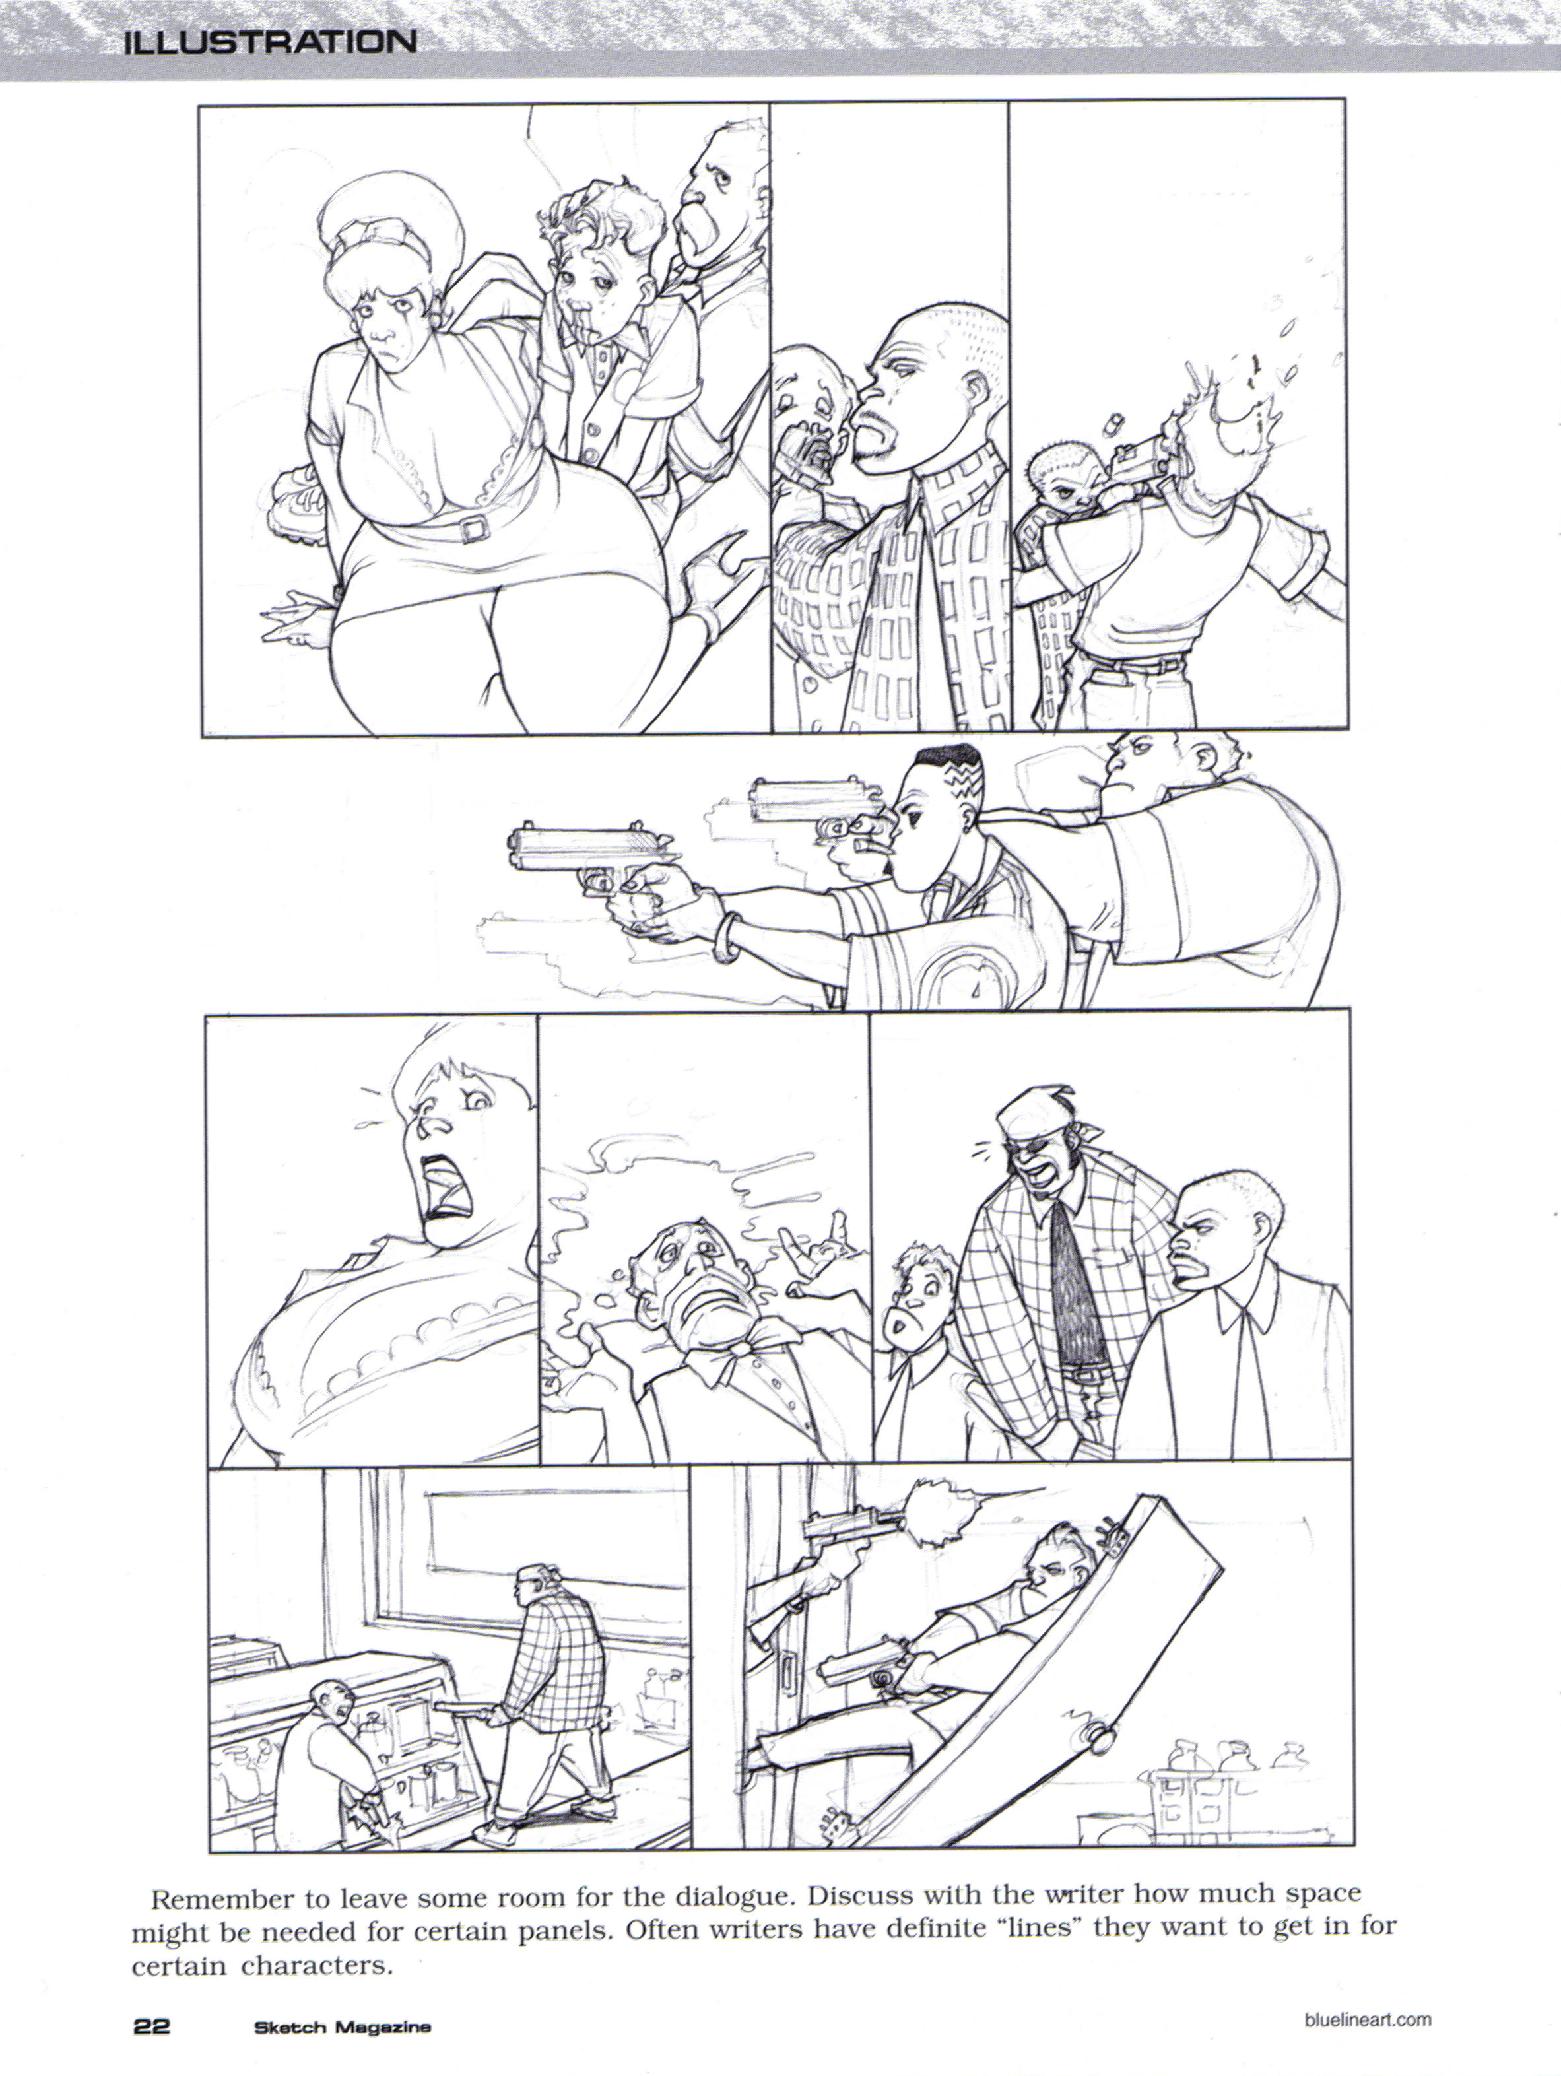 ILLUSTRATION
Remember to leave some room for the dialogue. Discuss with the writer how much space
might be needed for certain panels. Often writers have definite “lines” they want to get in for
certain characters.
22 Sketch Magazine bluelineart.com